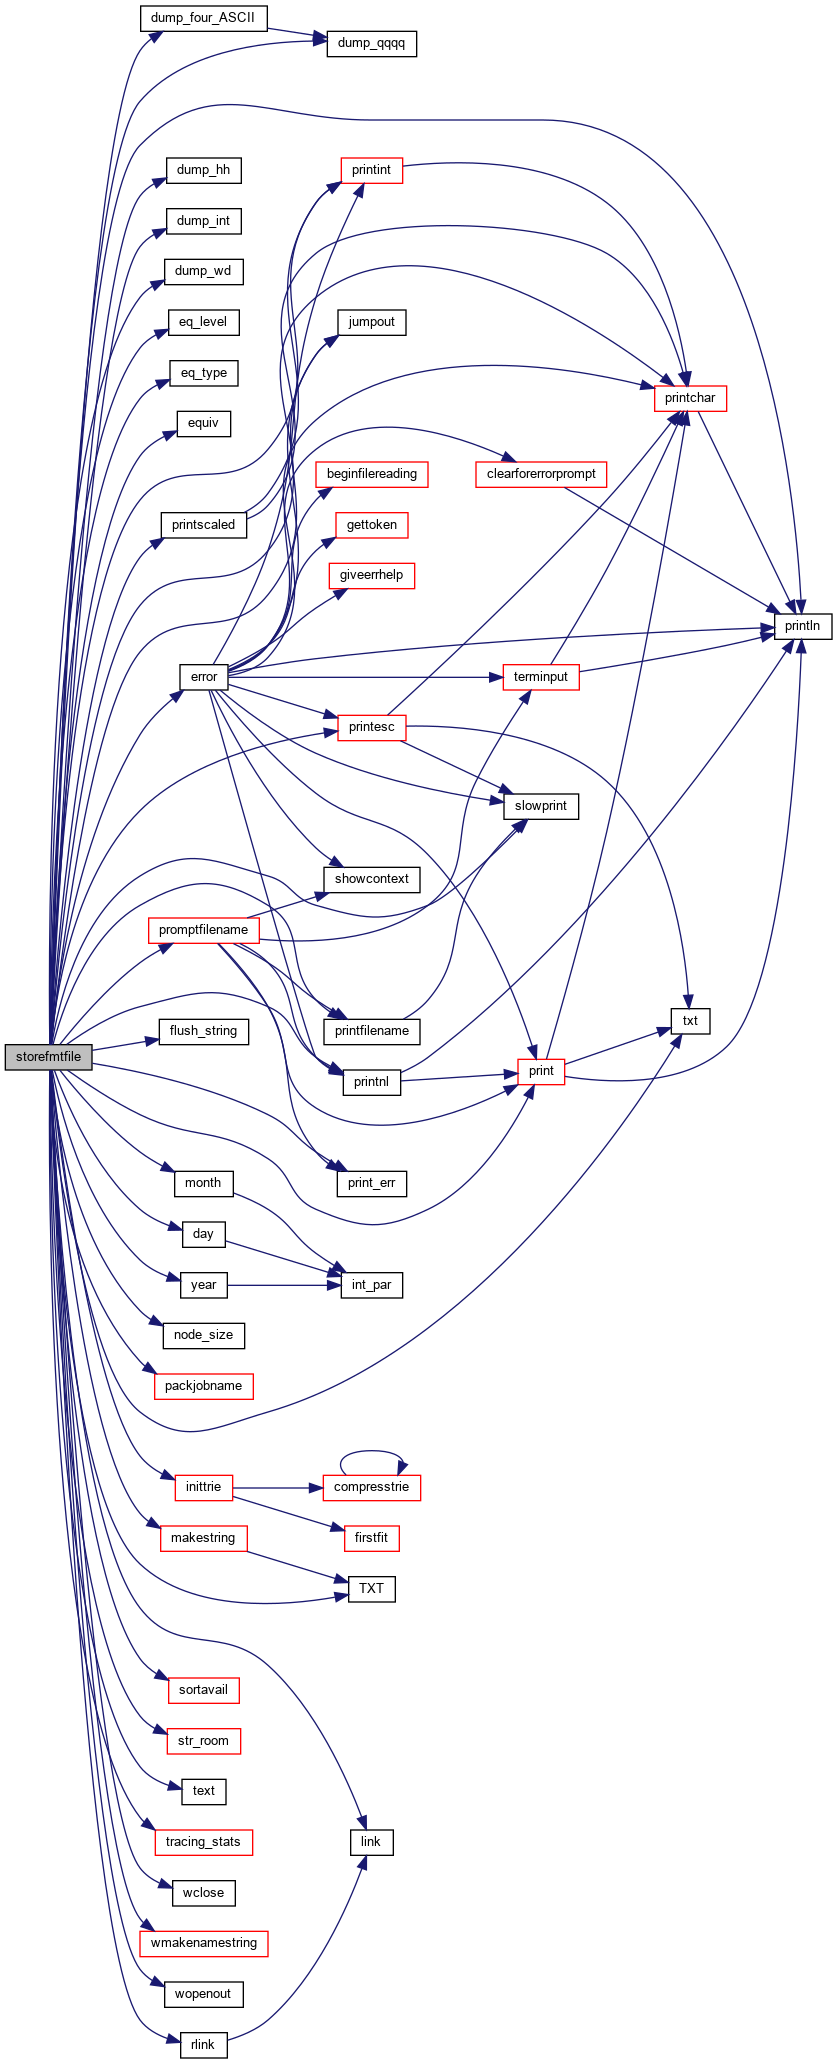 dump_four_ASCII
dump_qqqq
dump_hh
printint
dump_int
dump_wd
eq_level
jumpout
eq_type
printchar
equiv
beginfilereading
clearforerrorprompt
printscaled
gettoken
giveerrhelp
println
error
terminput
printesc
slowprint
showcontext
promptfilename
txt
flush_string
printfilename
storefmtfile
print
printnl
month
print_err
day
year
int_par
node_size
packjobname
inittrie
compresstrie
makestring
firstfit
TXT
sortavail
str_room
text
tracing_stats
link
wclose
wmakenamestring
wopenout
rlink